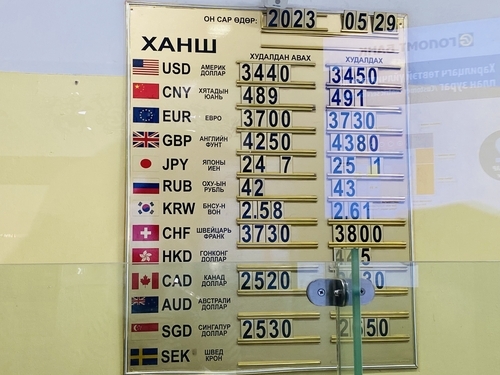 ОН САР ӨДӨР: 2023 05 29
ГОЛОМТ БАНК
ХАНШ ХУДАЛДАН АВАХ ХУДАЛДАХ
USD АМЕРИК ДОЛЛАР 3440 3450
CNY ХЯТАДЫН ЮАНЬ 489 491
EUR ЕВРО 3700 3730
GBP АНГЛИЙН ФУНТ 4250 4380
JPY ЯПОНЫ ИЕН 24 7 25 1
RUB ОХУ-ЫН РУБЛЬ 42 43
KRW БНСУ-Н ВОН 2.58 2.61
CHF ШВЕЙЦАРЬ ФРАНК 3730 3800
HKD ГОНКОНГ ДОЛЛАР
CAD КАНАД ДОЛЛАР 2520
AUD АВСТРАЛИ ДОЛЛАР
SGD СИНГАПУР ДОЛЛАР 2530
SEK ШВЕД КРОН